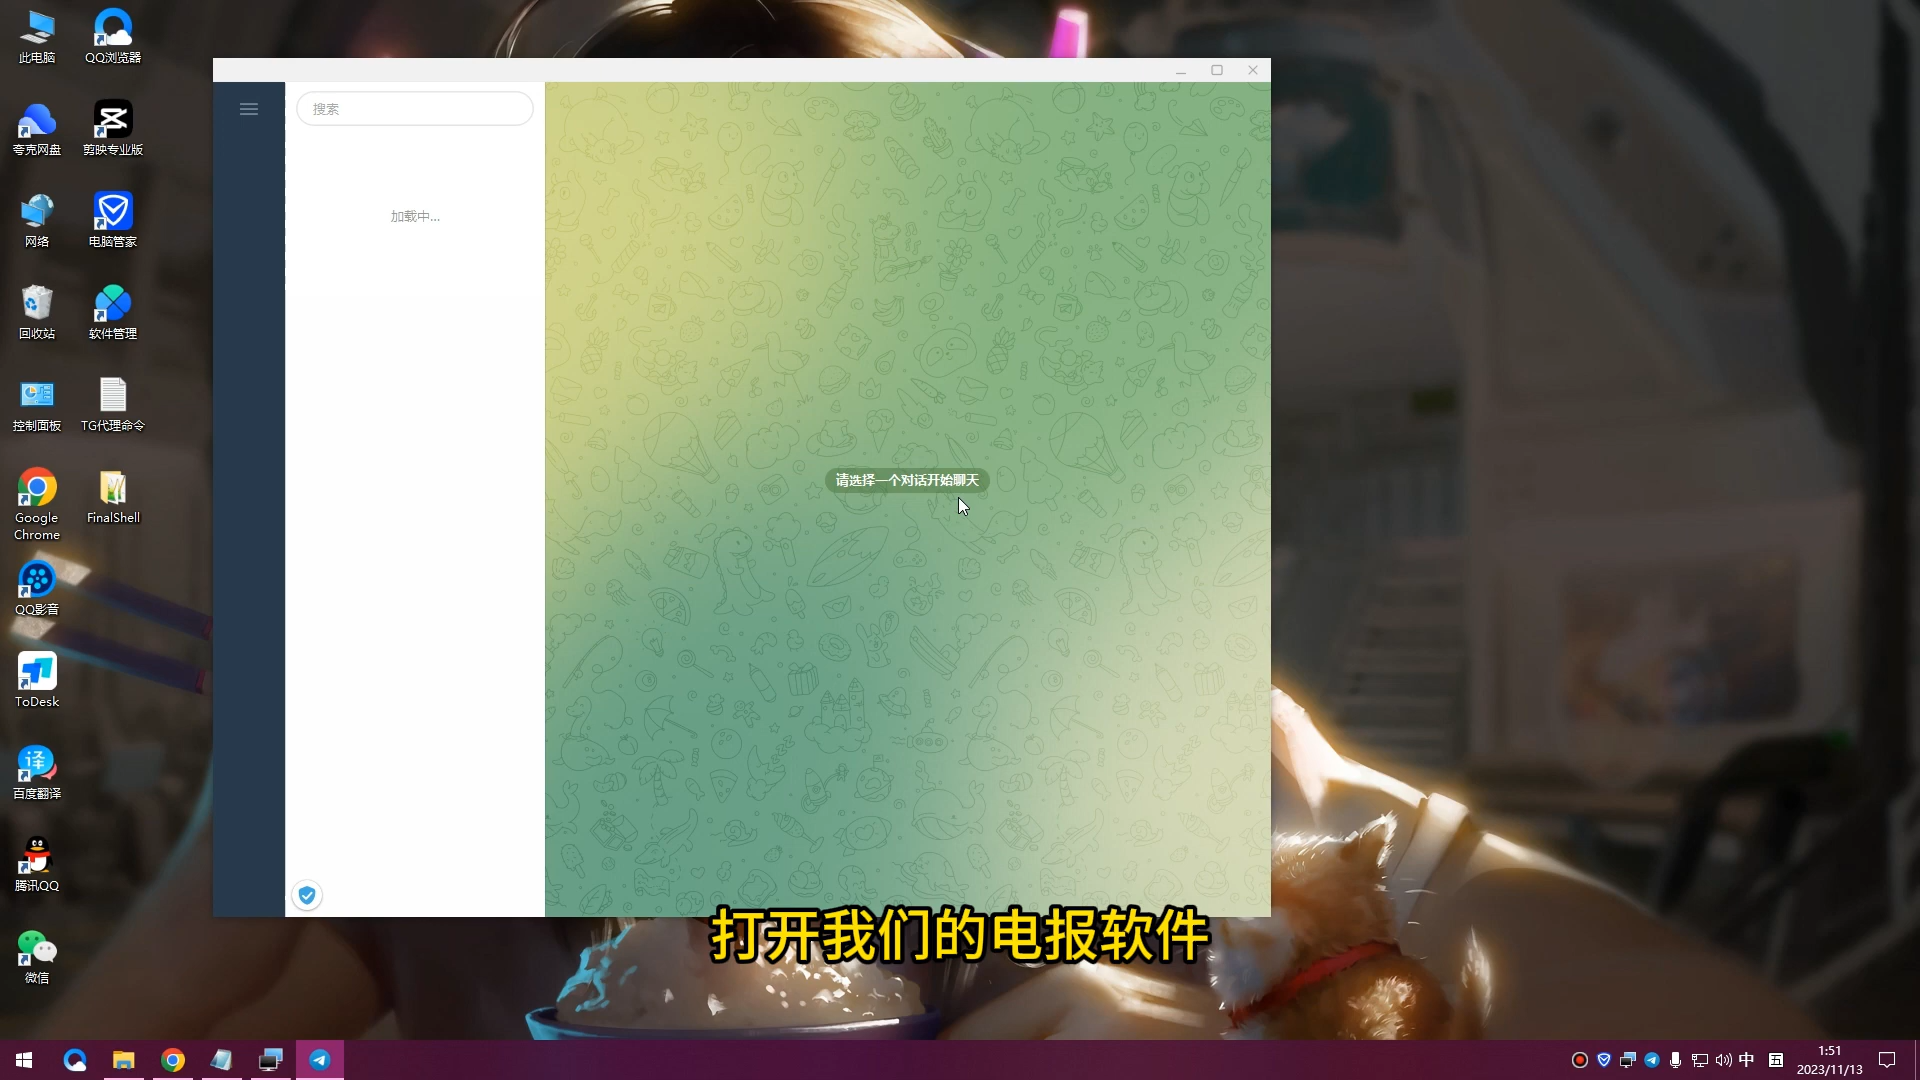 此电脑
QQ浏览器
夸克网盘
剪映专业版
网络
电脑管家
回收站
软件管理
控制面板
TG代理命令
Google
Chrome
FinalShell
QQ影音
ToDesk
译
百度翻译
腾讯QQ
微信
搜索
加载中...
请选择一个对话开始聊天
打开我们的电报软件
中
五
1:51
2023/11/13